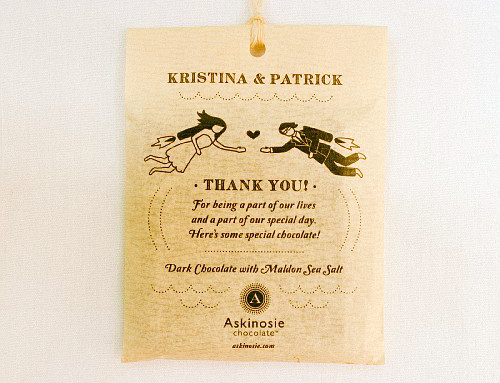 KRISTINA & PATRICK
· THANK YOU! ·
For being a part of our lives
and a part of our special day.
Here's some special chocolate!
Dark Chocolate with Maldon Sea Salt
A
Askinosie
chocolate™
askinosie.com